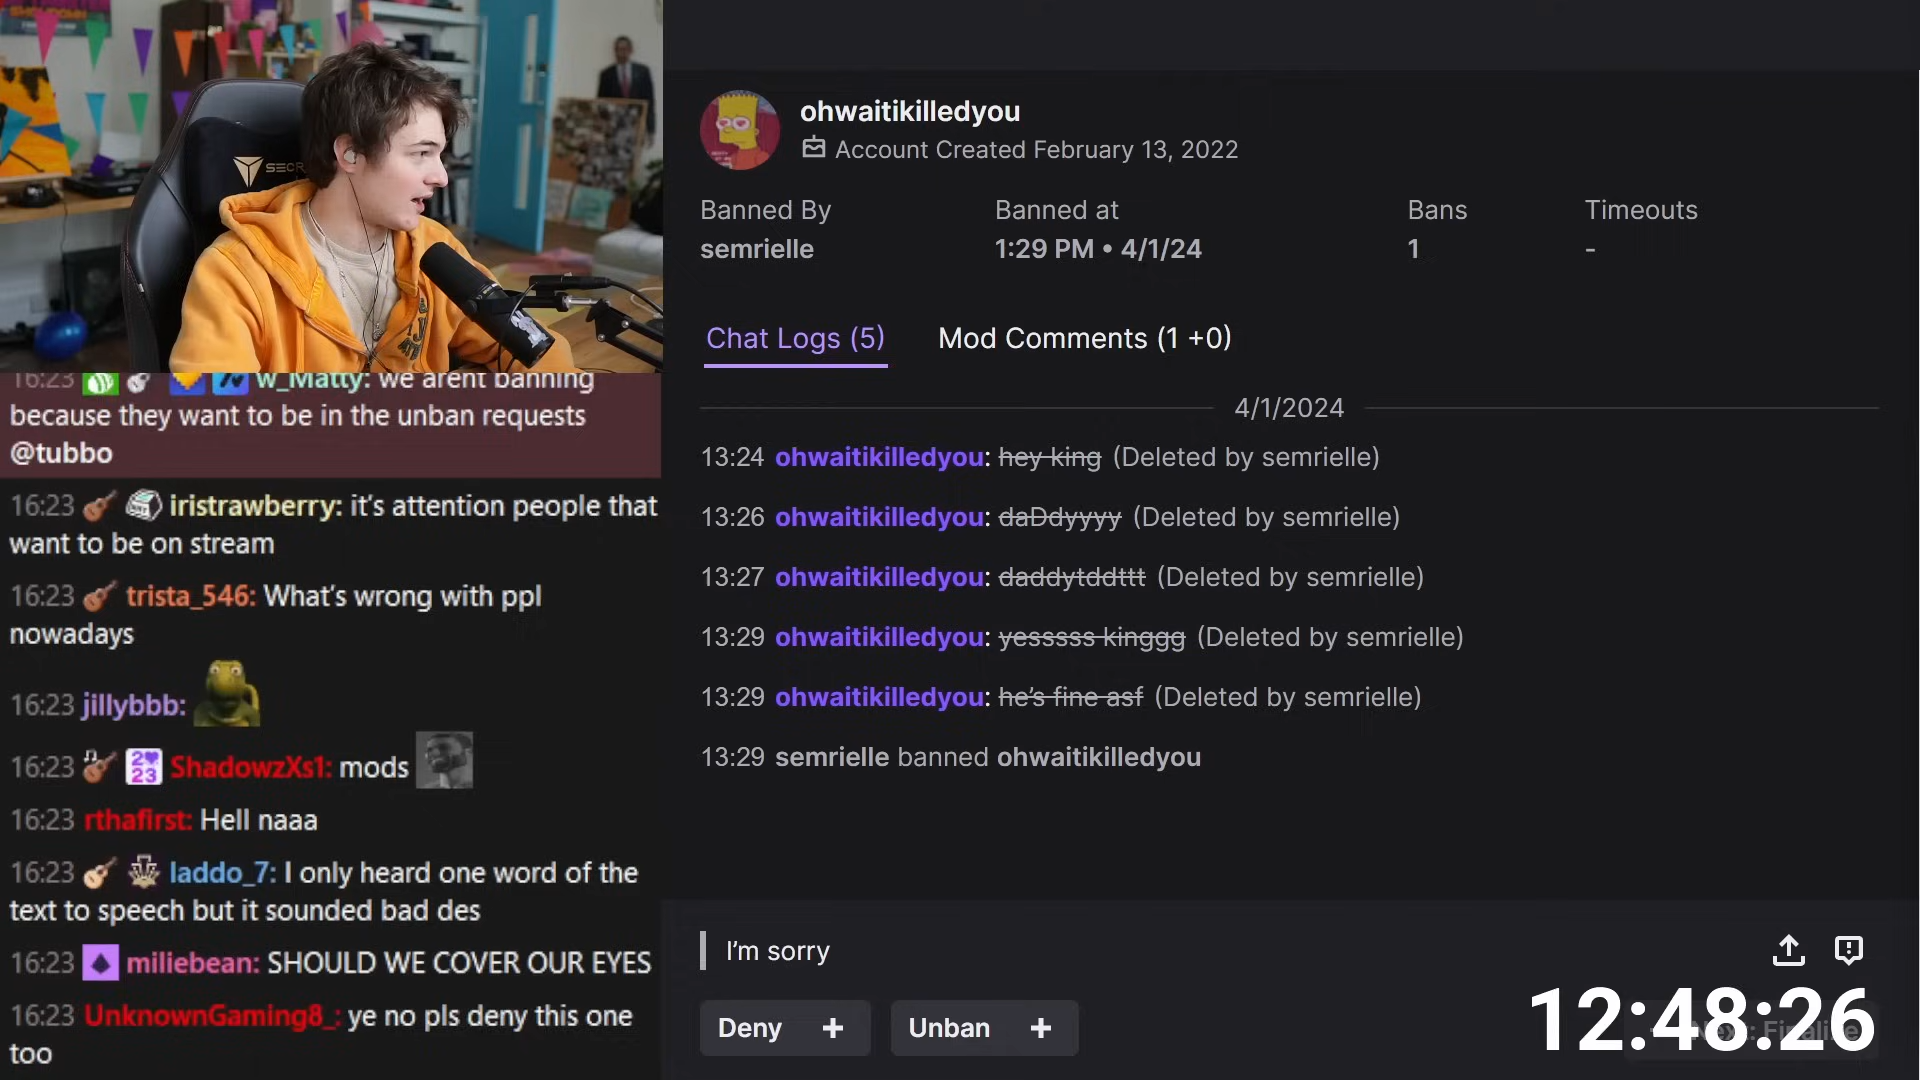 SECR
16:23 w_Matty: we arent banning
because they want to be in the unban requests
@tubbo
16:23 iristrawberry: it's attention people that
want to be on stream
16:23 trista_546: What's wrong with ppl
nowadays
16:23 jillybbb:
16:23 2 23 ShadowzXs1: mods
16:23 rthafirst: Hell naaa
16:23 laddo_7: I only heard one word of the
text to speech but it sounded bad des
16:23 miliebean: SHOULD WE COVER OUR EYES
16:23 UnknownGaming8_: ye no pls deny this one
too
ohwaitikilledyou
Account Created February 13, 2022
Banned By
semrielle
Banned at
1:29 PM • 4/1/24
Bans
1
Timeouts
-
Chat Logs (5)
Mod Comments (1 +0)
4/1/2024
13:24 ohwaitikilledyou: hey king (Deleted by semrielle)
13:26 ohwaitikilledyou: daDdyyyy (Deleted by semrielle)
13:27 ohwaitikilledyou: daddytddttt (Deleted by semrielle)
13:29 ohwaitikilledyou: yesssss kinggg (Deleted by semrielle)
13:29 ohwaitikilledyou: he's fine asf (Deleted by semrielle)
13:29 semrielle banned ohwaitikilledyou
I'm sorry
Deny +
Unban +
12:48:26